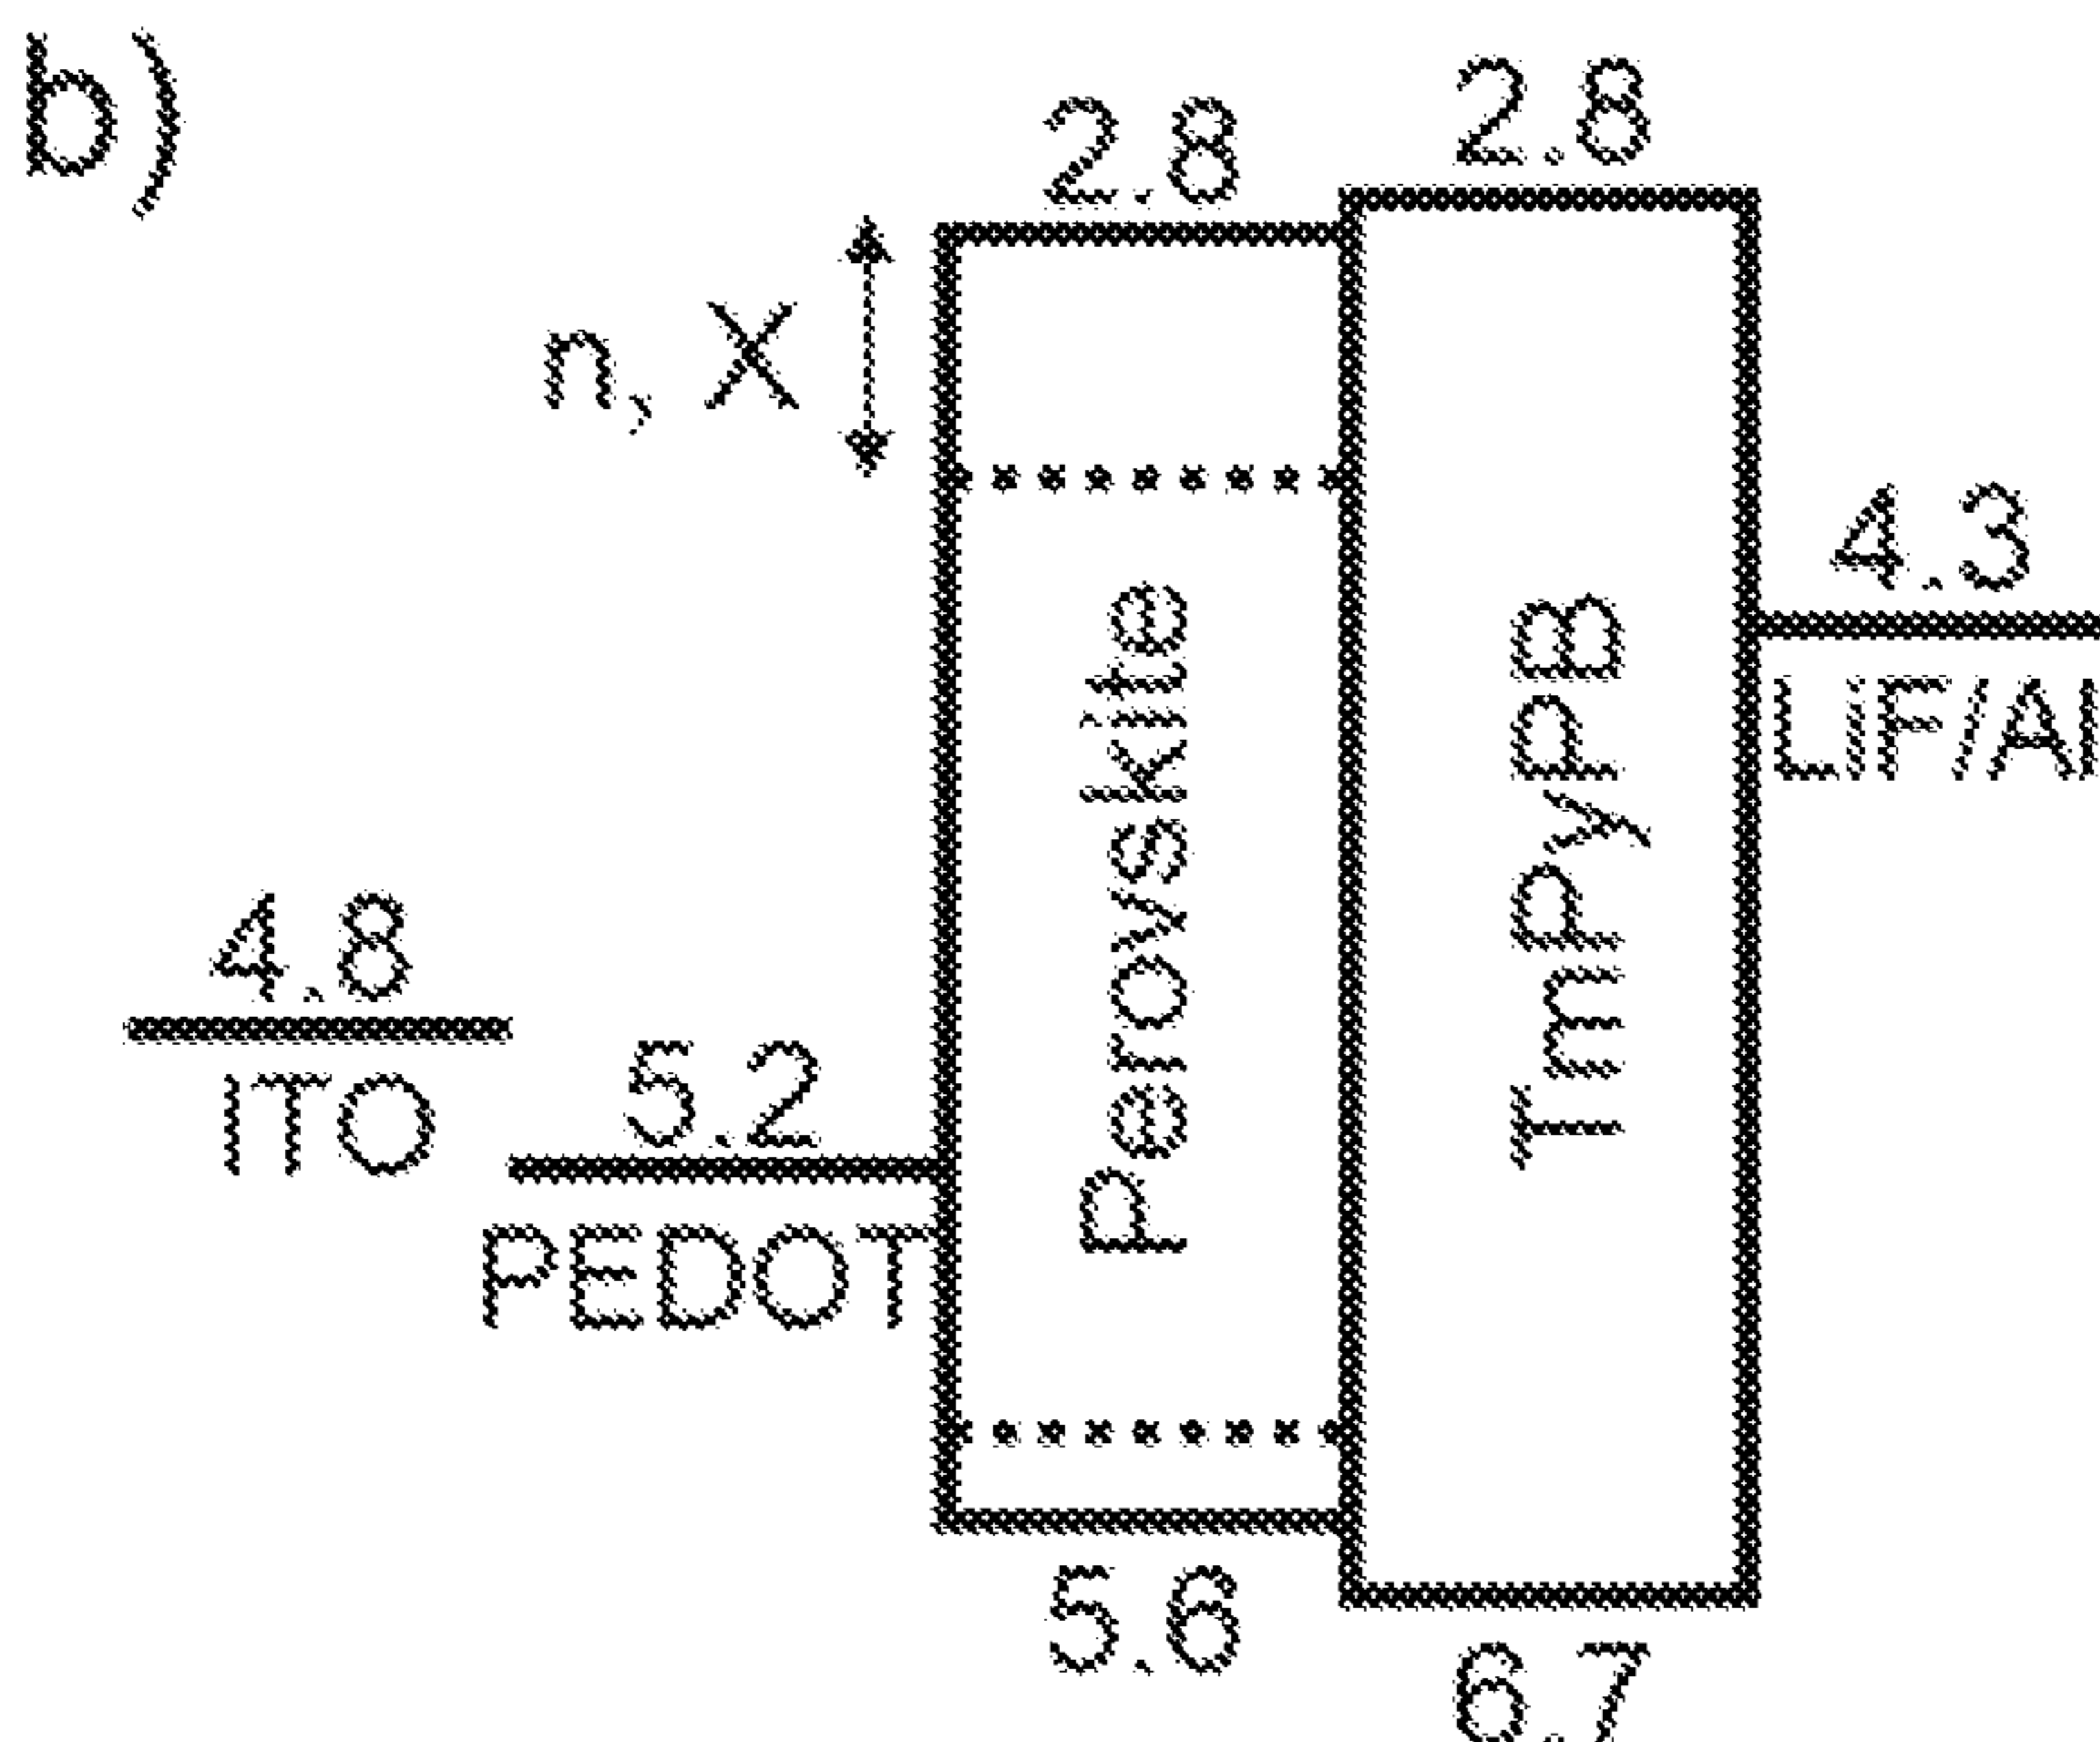 b)
2.8
2.8
n, X
4.3
LiF/Al
Perovskite
TmPyPB
4.8
ITO
5.2
PEDOT
5.6
6.7